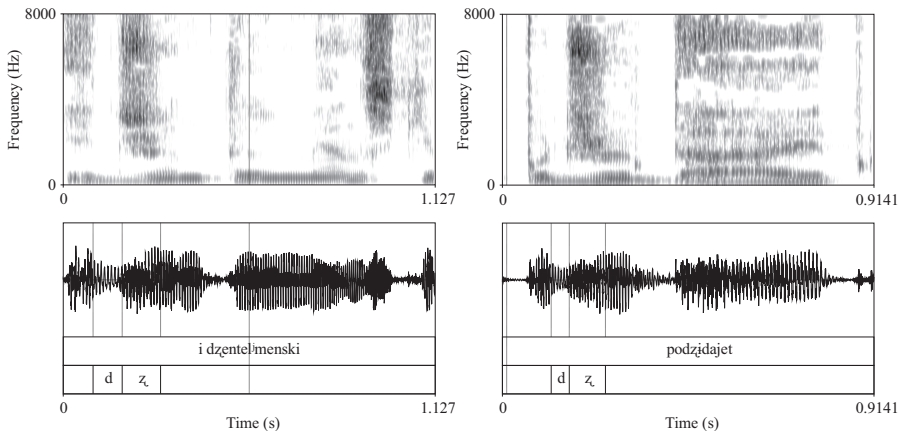 8000
Frequency (Hz)
0
0
1.127
i dʐentelʲmenski
d
ʐ
0
1.127
Time (s)
8000
Frequency (Hz)
0
0
0.9141
podʐɨdajet
d
ʐ
0
0.9141
Time (s)